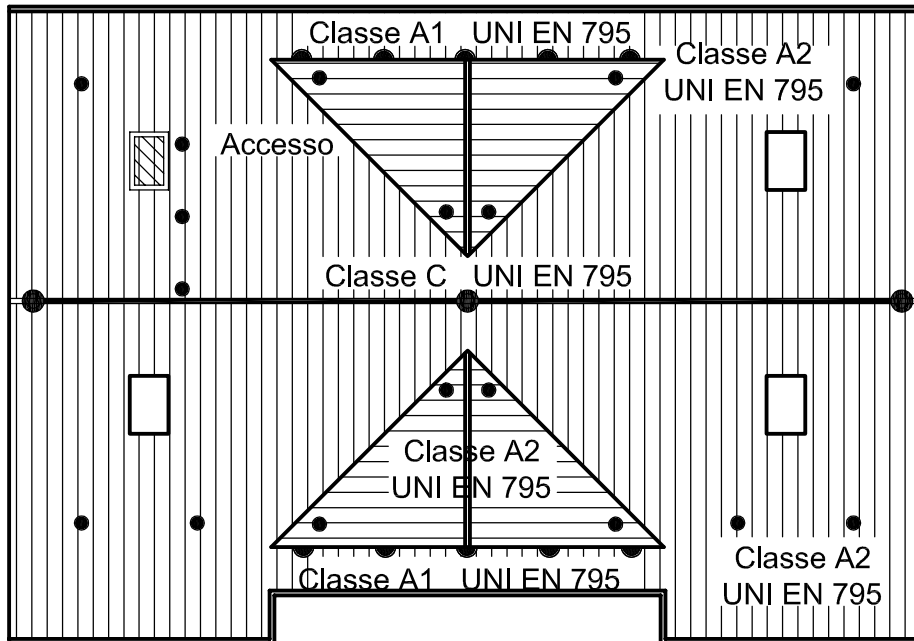 Classe A1 UNI EN 795
Classe A2
UNI EN 795
Accesso
Classe C UNI EN 795
Classe A2
UNI EN 795
Classe A2
UNI EN 795
Classe A1 UNI EN 795